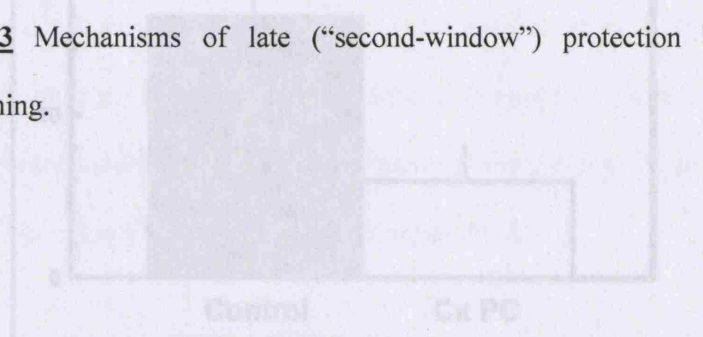 3 Mechanisms of late (“second-window”) protection
ning.
0
Control Cx PC